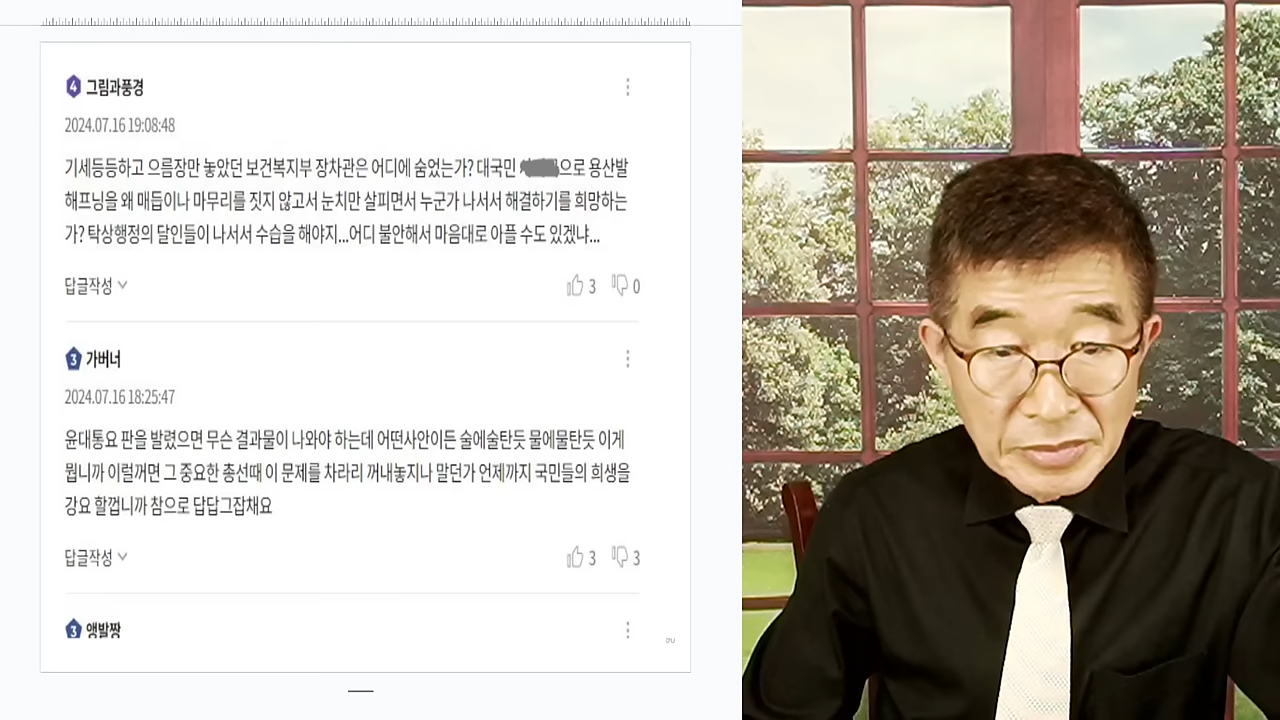 4 그림과풍경
2024.07.16 19:08:48
기세등등하고 으름장만 놓았던 보건복지부 장차관은 어디에 숨었는가? 대국민 으로 용산발
해프닝을 왜 매듭이나 마무리를 짓지 않고서 눈치만 살피면서 누군가 나서서 해결하기를 희망하는
가? 탁상행정의 달인들이 나서서 수습을 해야지...어디 불안해서 마음대로 아플 수도 있겠냐...
답글작성 3 0
3 가버너
2024.07.16 18:25:47
윤대통요 판을 발렸으면 무슨 결과물이 나와야 하는데 어떤사안이든 술에술탄듯 물에물탄듯 이게
뭡니까 이럴꺼면 그 중요한 총선때 이 문제를 차라리 꺼내놓지나 말던가 언제까지 국민들의 희생을
강요 할껍니까 참으로 답답그잡채요
답글작성 3 3
3 앵발짱